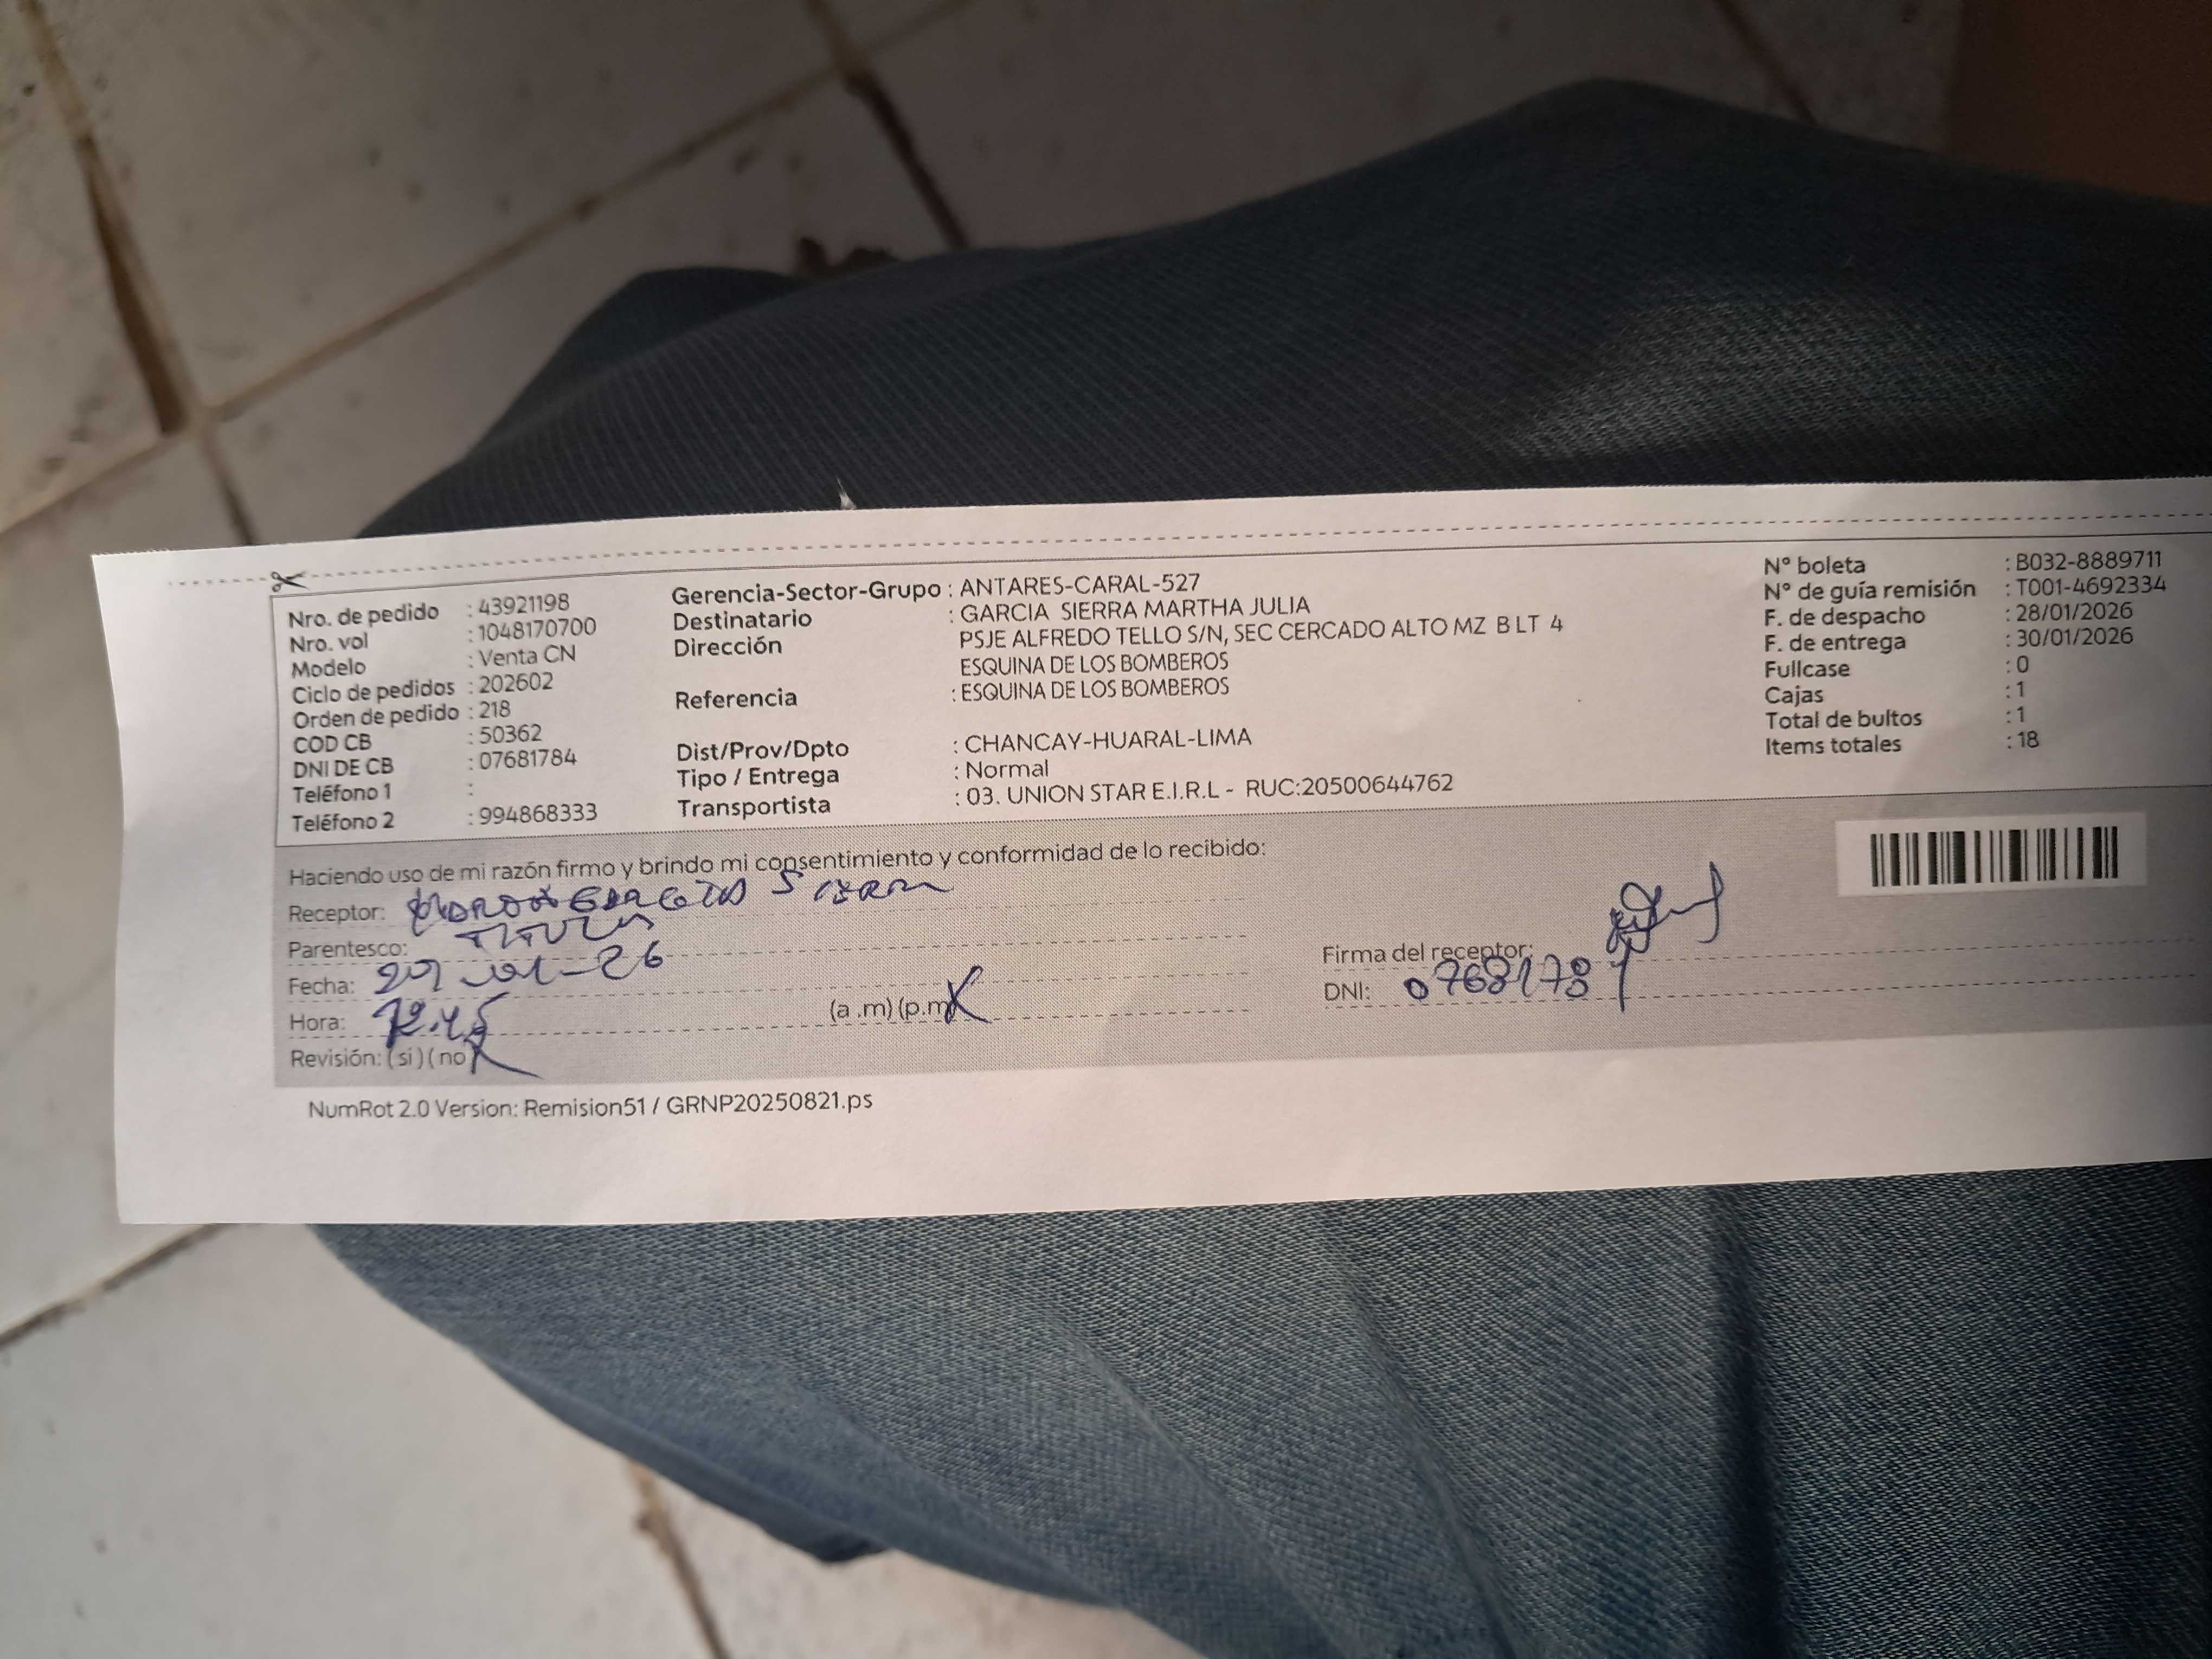 Nro. de pedido : 43921198
Nro. vol : 1048170700
Modelo : Venta CN
Ciclo de pedidos : 202602
Orden de pedido : 218
COD CB : 50362
DNI DE CB : 07681784
Teléfono 1 :
Teléfono 2 : 994868333
Gerencia-Sector-Grupo : ANTARES-CARAL-527
Destinatario : GARCIA SIERRA MARTHA JULIA
Dirección PSJE ALFREDO TELLO S/N, SEC CERCADO ALTO MZ B LT 4
ESQUINA DE LOS BOMBEROS
Referencia : ESQUINA DE LOS BOMBEROS
Dist/Prov/Dpto : CHANCAY-HUARAL-LIMA
Tipo / Entrega : Normal
Transportista : 03. UNION STAR E.I.R.L - RUC:20500644762
N° boleta : B032-8889711
N° de guía remisión : T001-4692334
F. de despacho : 28/01/2026
F. de entrega : 30/01/2026
Fullcase : 0
Cajas : 1
Total de bultos : 1
Items totales : 18
Haciendo uso de mi razón firmo y brindo mi consentimiento y conformidad de lo recibido:
Receptor:
Parentesco:
Fecha:
Hora: (a .m) (p.m)
Revisión: (si) (no)
Firma del receptor:
DNI: 07681784
NumRot 2.0 Version: Remision51 / GRNP20250821.ps